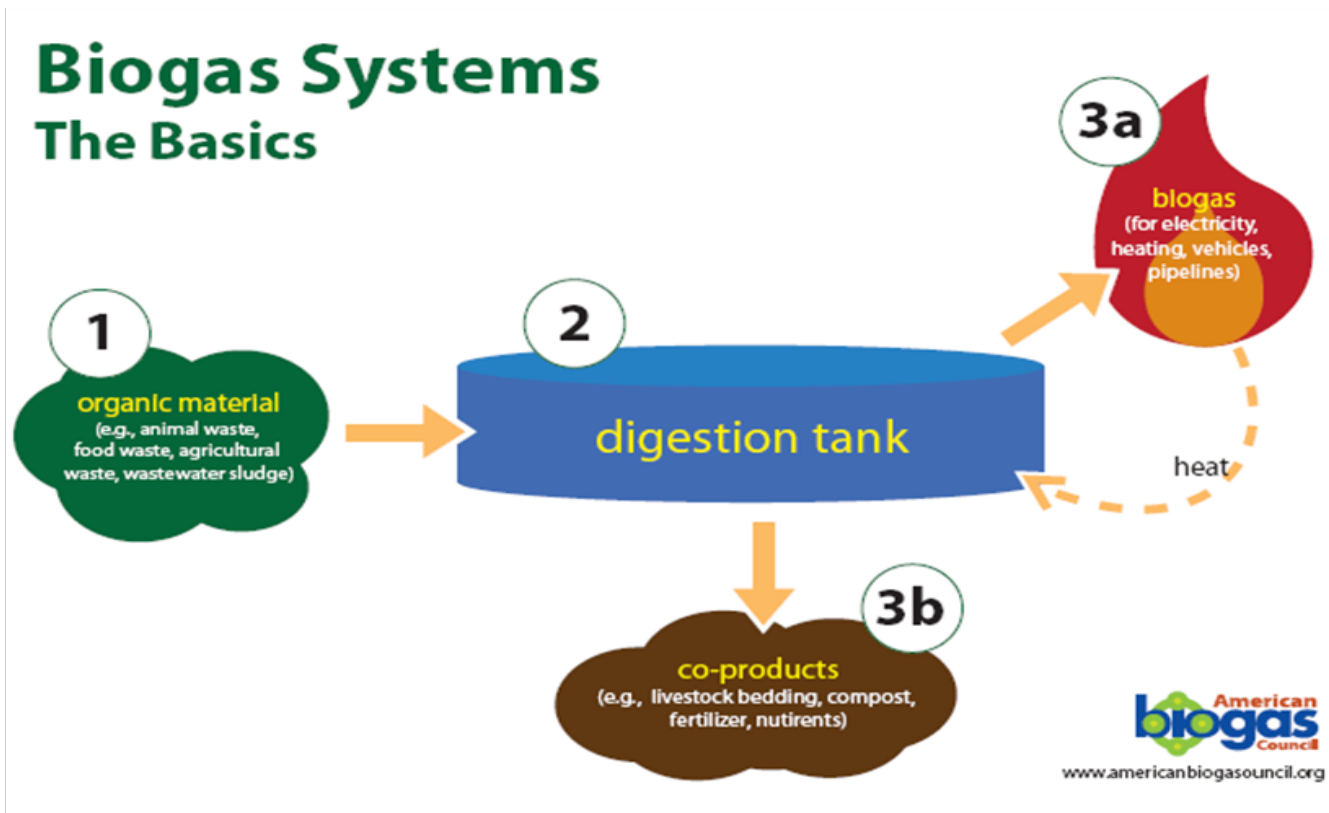 Biogas Systems
The Basics
1
organic material
(e.g., animal waste,
food waste, agricultural
waste, wastewater sludge)
2
digestion tank
3a
biogas
(for electricity,
heating, vehicles,
pipelines)
heat
3b
co-products
(e.g., livestock bedding, compost,
fertilizer, nutirents)
American
biogas
Council
www.americanbiogasouncil.org